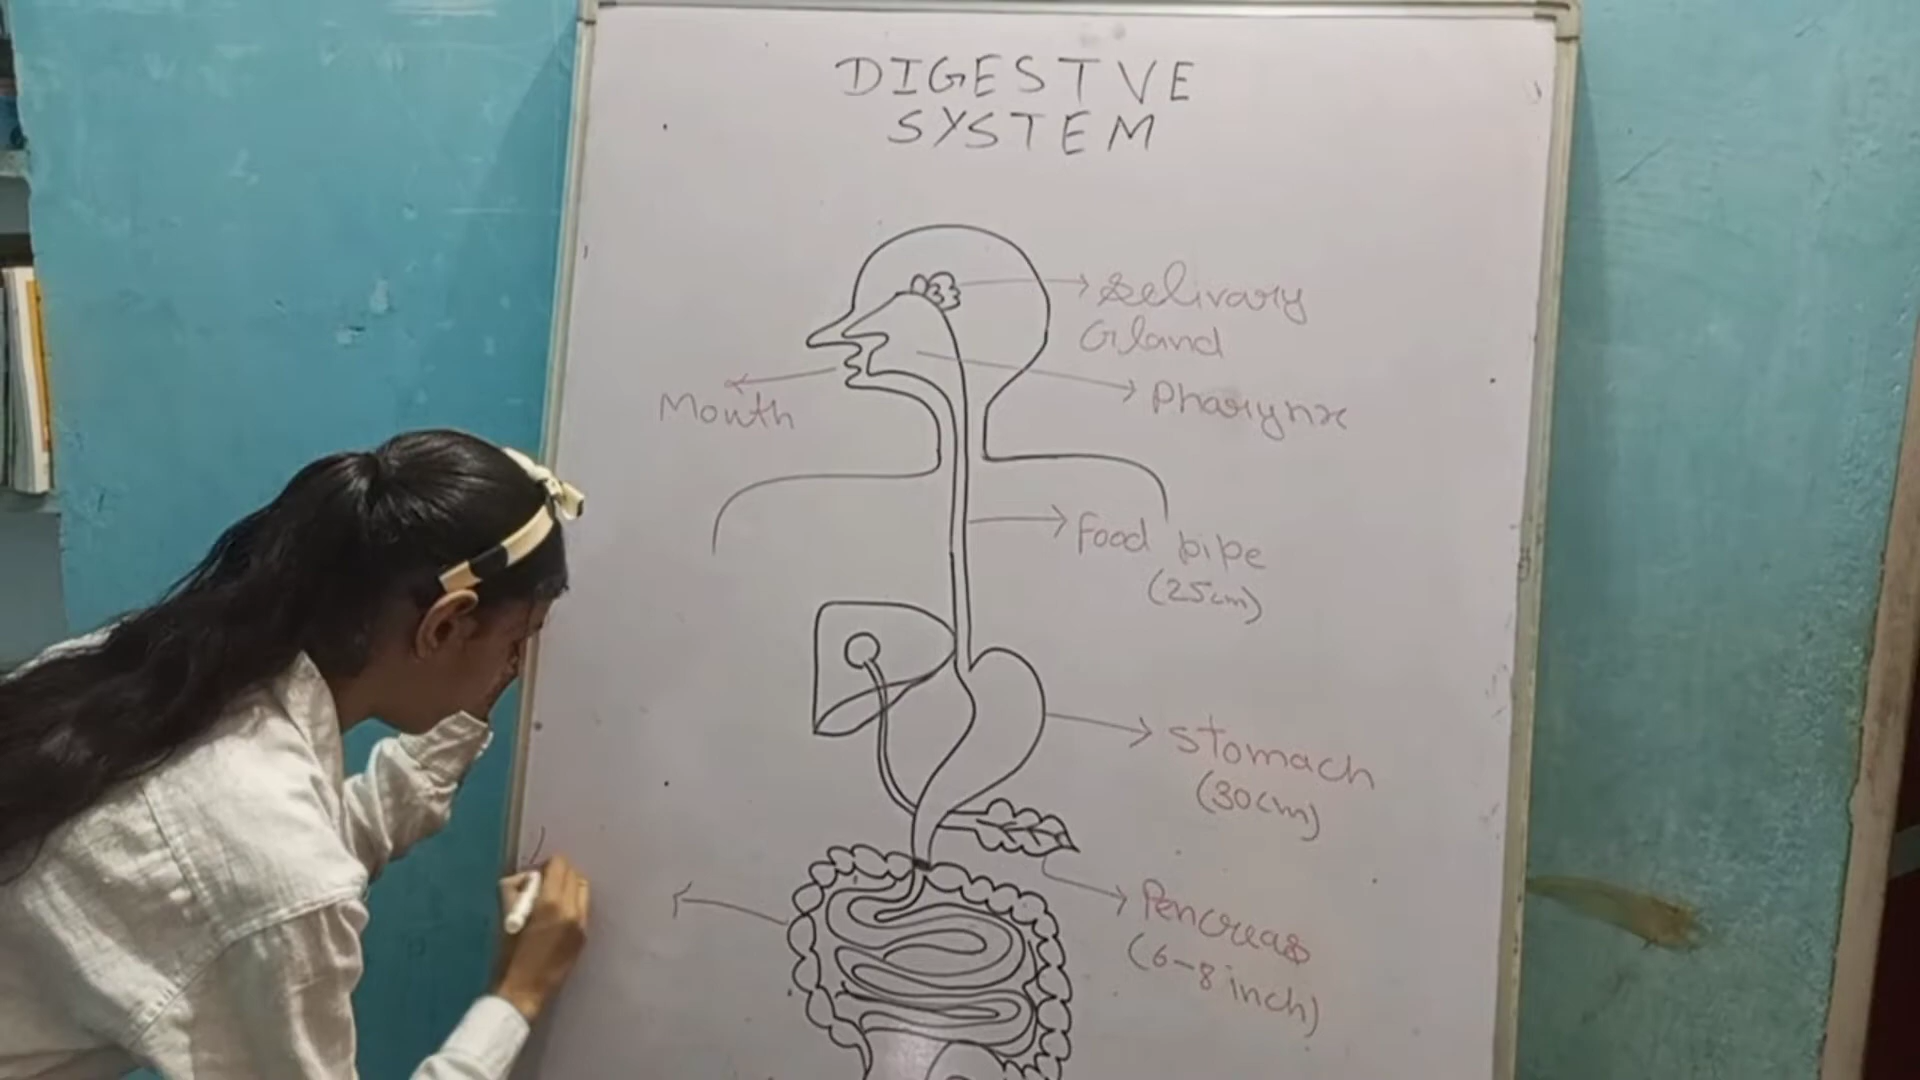 DIGESTVE
SYSTEM
Selivary
Gland
Mouth
Pharynx
Food pipe
(25cm)
Stomach
(30cm)
Pencreas
(6-8 inch)